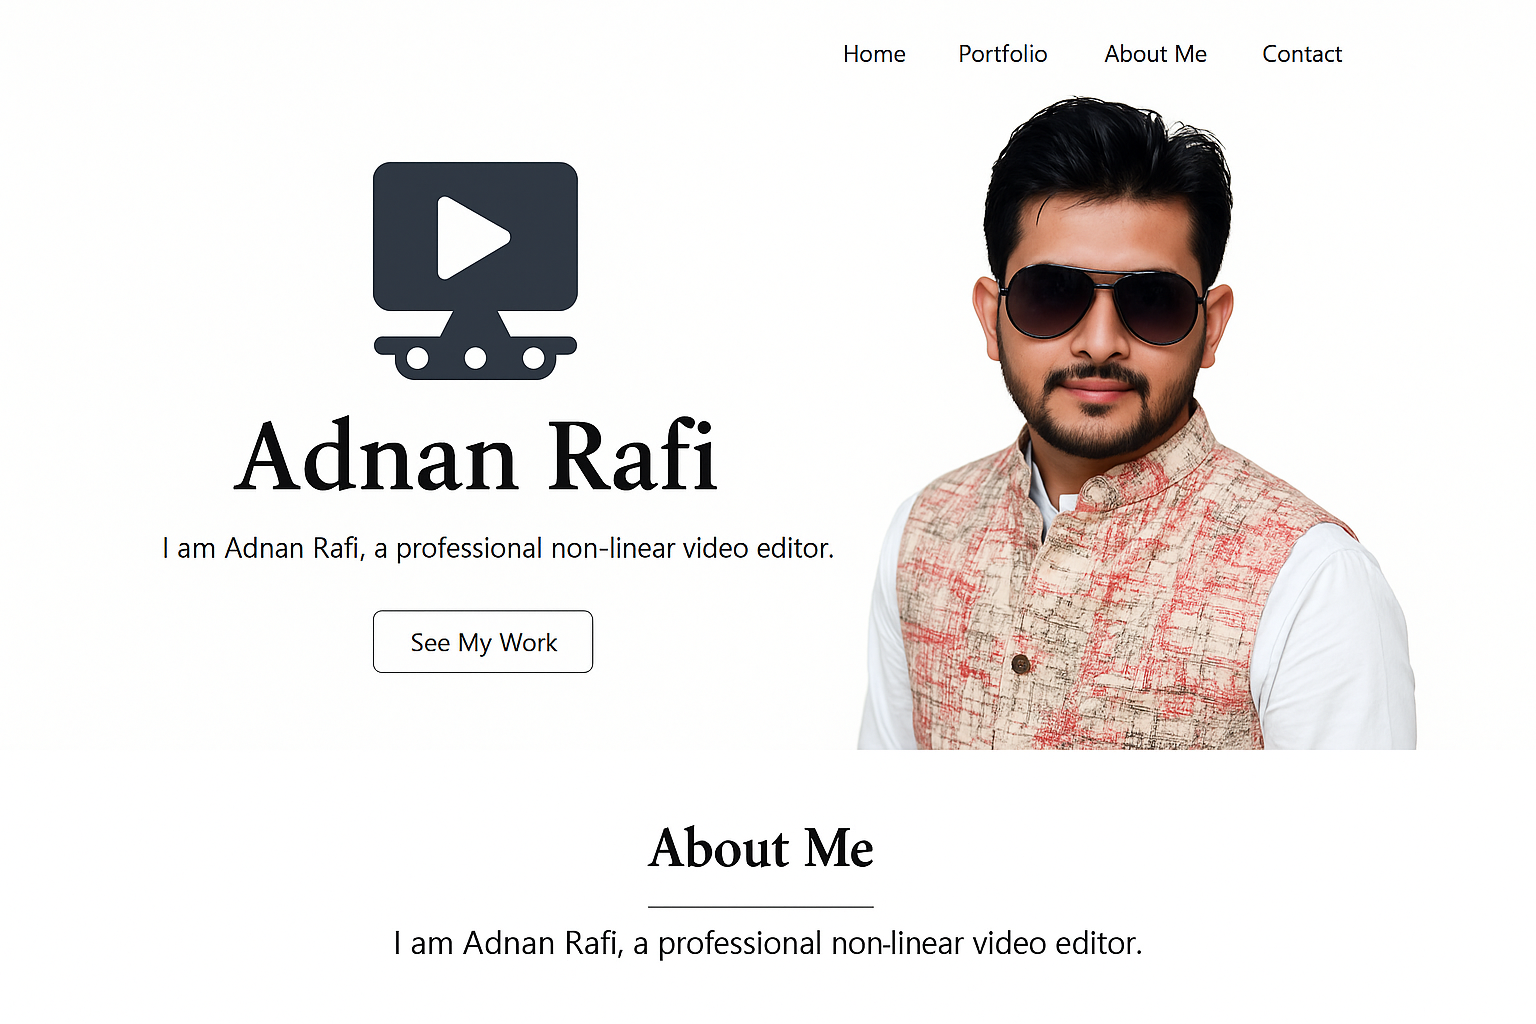 Home Portfolio About Me Contact
Adnan Rafi
I am Adnan Rafi, a professional non-linear video editor.
See My Work
About Me
I am Adnan Rafi, a professional non-linear video editor.